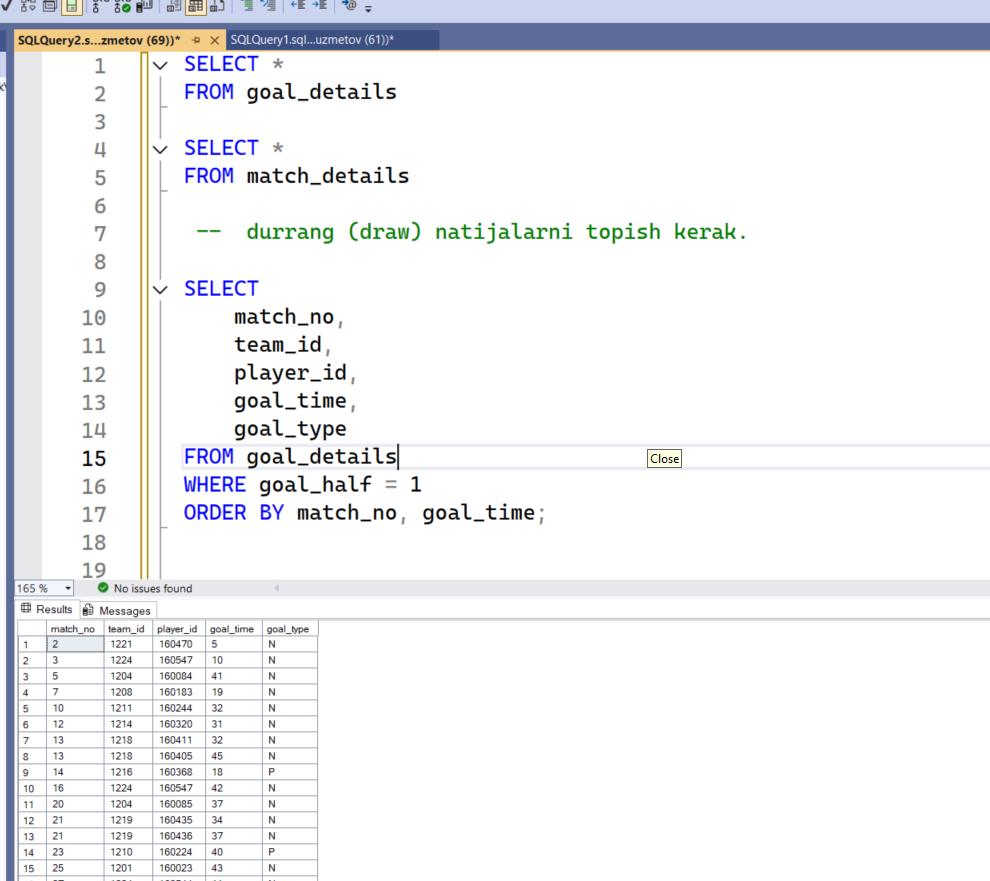 SQLQuery2.s...zmetov (69))* SQLQuery1.sql...uzmetov (61))*
1 SELECT *
2 FROM goal_details
3
4 SELECT *
5 FROM match_details
6
7 -- durrang (draw) natijalarni topish kerak.
8
9 SELECT
10 match_no,
11 team_id,
12 player_id,
13 goal_time,
14 goal_type
15 FROM goal_details Close
16 WHERE goal_half = 1
17 ORDER BY match_no, goal_time;
18
19
165 % No issues found
Results Messages
match_no team_id player_id goal_time goal_type
1 2 1221 160470 5 N
2 3 1224 160547 10 N
3 5 1204 160084 41 N
4 7 1208 160183 19 N
5 10 1211 160244 32 N
6 12 1214 160320 31 N
7 13 1218 160411 32 N
8 13 1218 160405 45 N
9 14 1216 160368 18 P
10 16 1224 160547 42 N
11 20 1204 160085 37 N
12 21 1219 160435 34 N
13 21 1219 160436 37 N
14 23 1210 160224 40 P
15 25 1201 160023 43 N